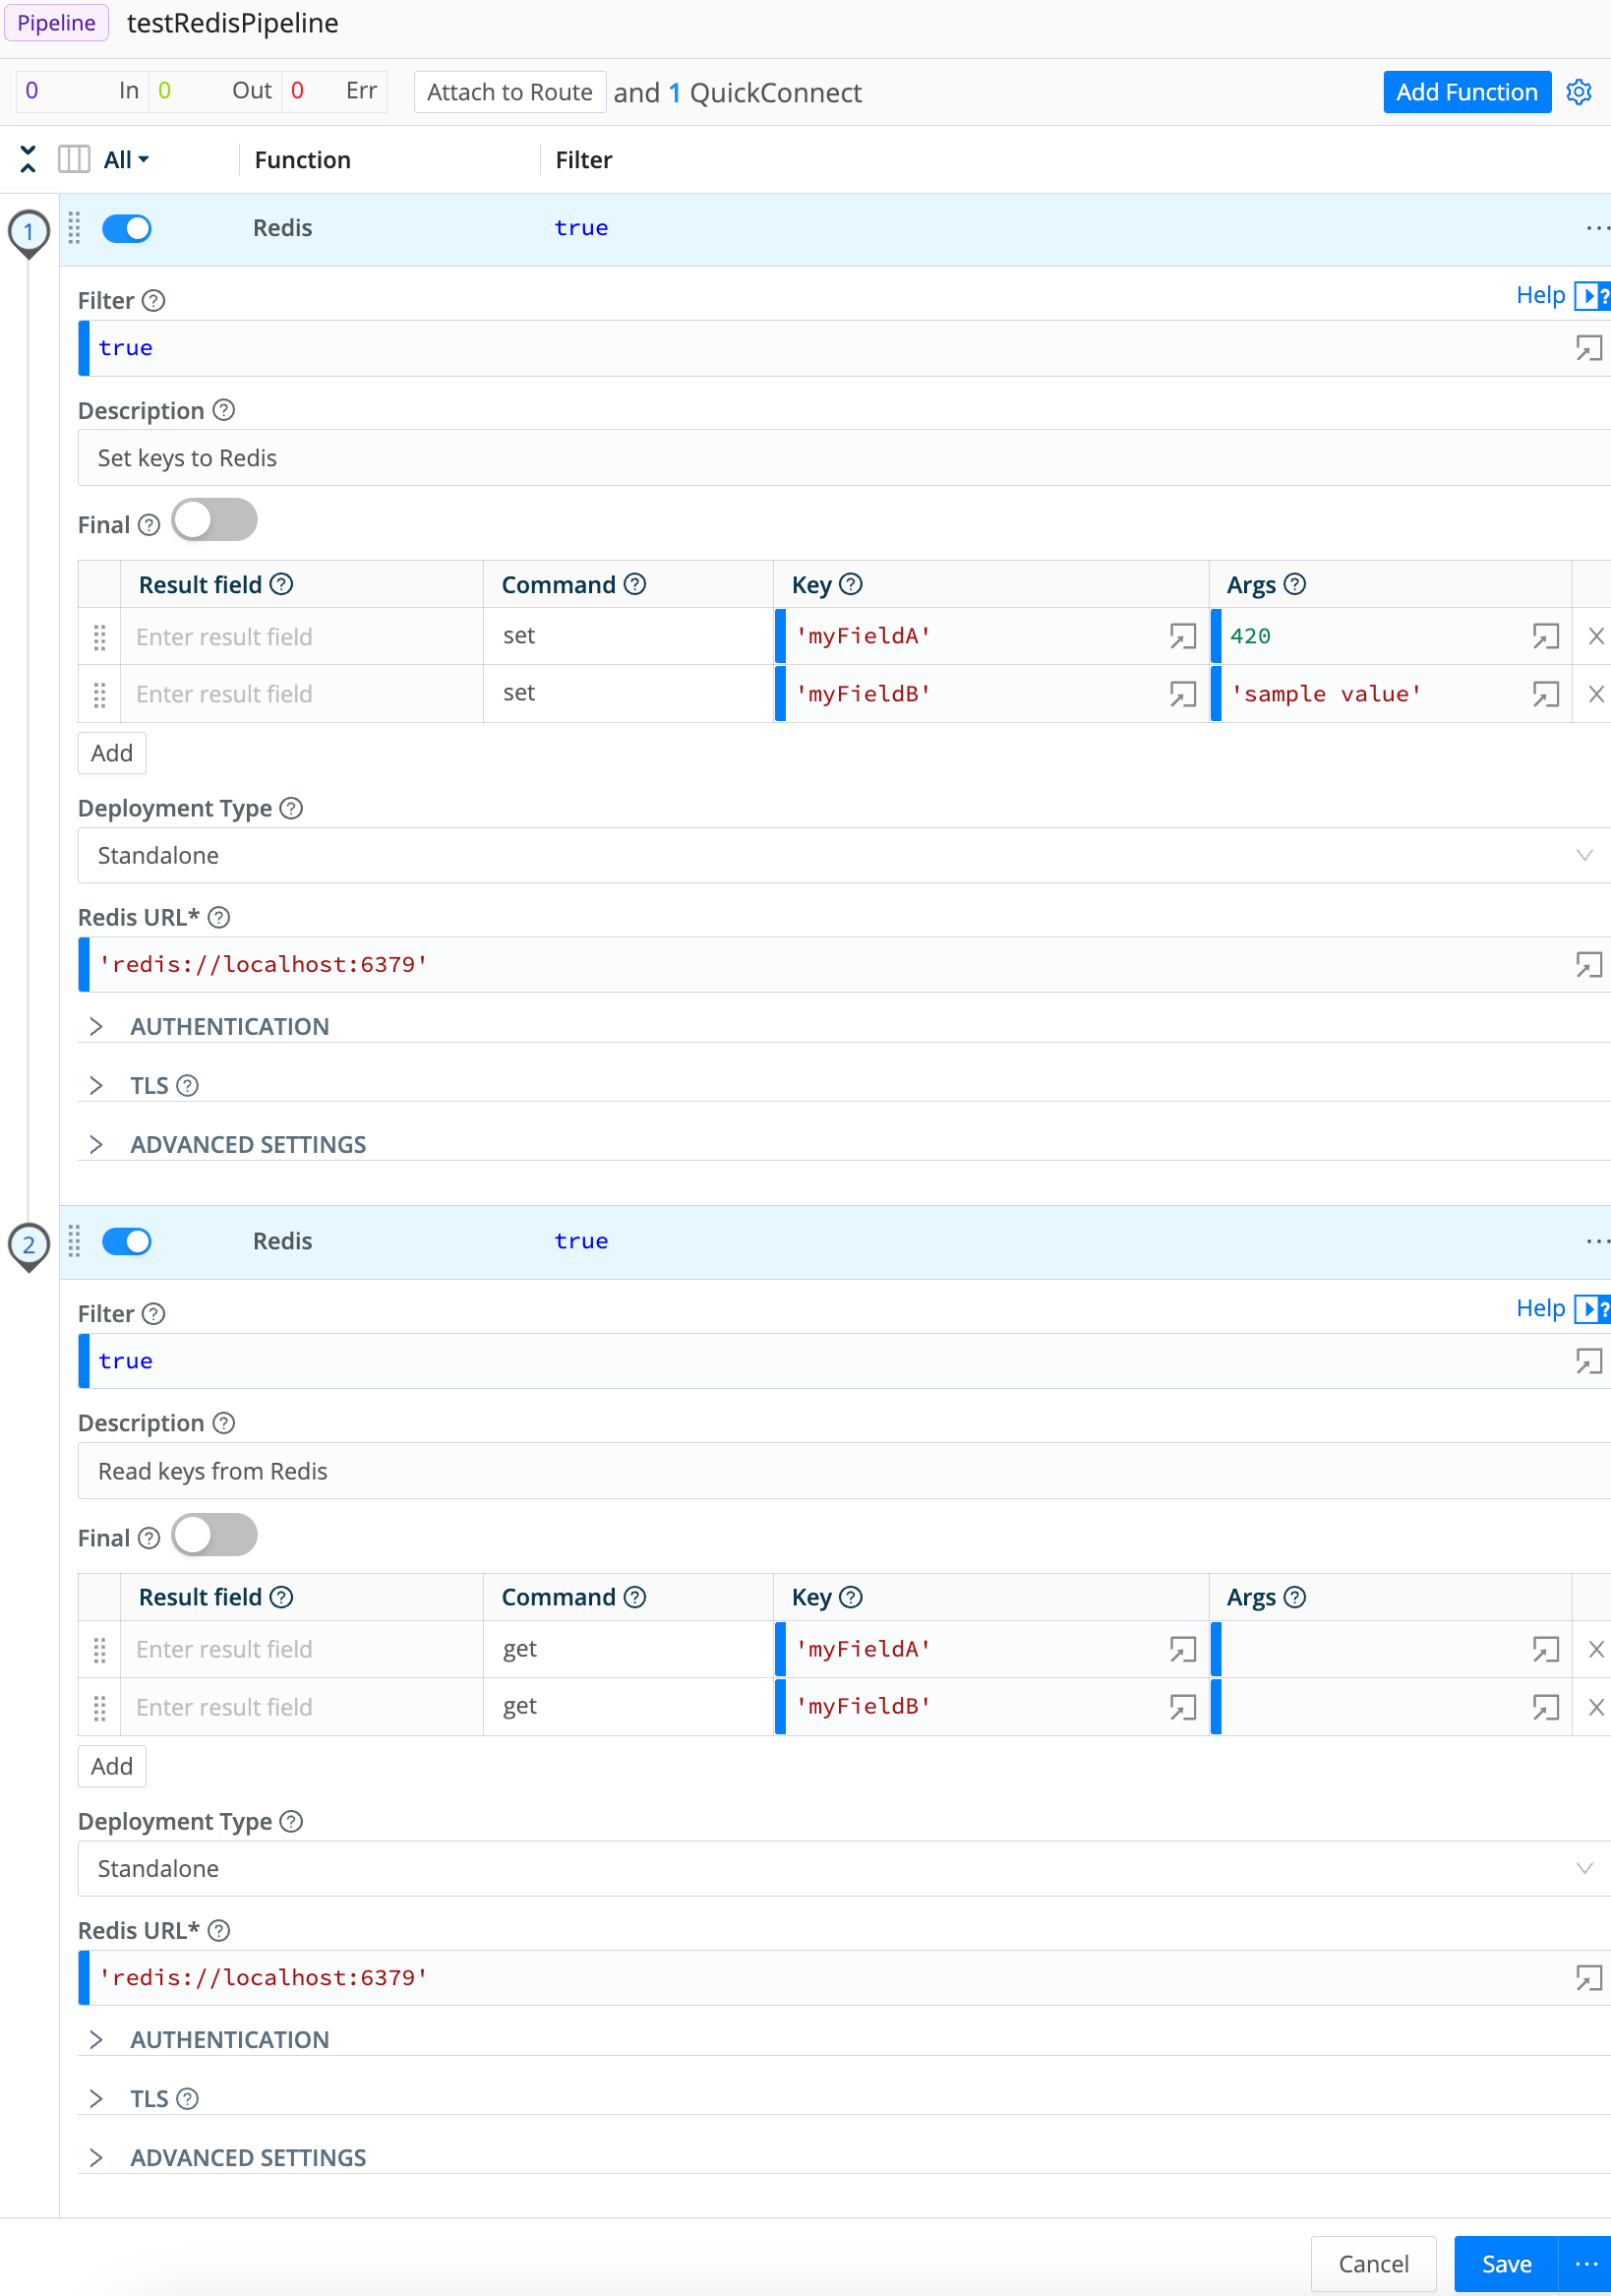 Pipeline testRedisPipeline
0 In 0 Out 0 Err Attach to Route and 1 QuickConnect Add Function
All Function Filter
1 Redis true ...
Filter ? Help ?
true
Description ?
Set keys to Redis
Final ?
Result field ? Command ? Key ? Args ?
Enter result field set 'myFieldA' 420 X
Enter result field set 'myFieldB' 'sample value' X
Add
Deployment Type ?
Standalone
Redis URL* ?
'redis://localhost:6379'
> AUTHENTICATION
> TLS ?
> ADVANCED SETTINGS
2 Redis true ...
Filter ? Help ?
true
Description ?
Read keys from Redis
Final ?
Result field ? Command ? Key ? Args ?
Enter result field get 'myFieldA' X
Enter result field get 'myFieldB' X
Add
Deployment Type ?
Standalone
Redis URL* ?
'redis://localhost:6379'
> AUTHENTICATION
> TLS ?
> ADVANCED SETTINGS
Cancel Save ...